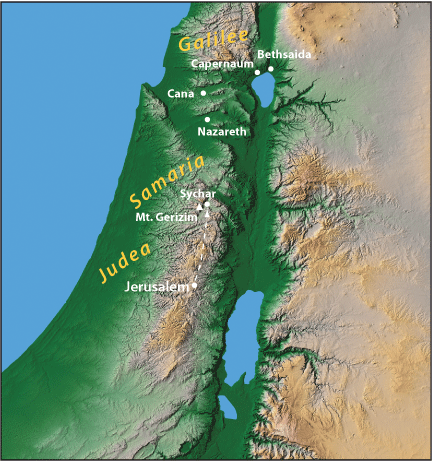 Galilee
Bethsaida
Capernaum
Cana
Nazareth
Samaria
Sychar
Mt. Gerizim
Judea
Jerusalem